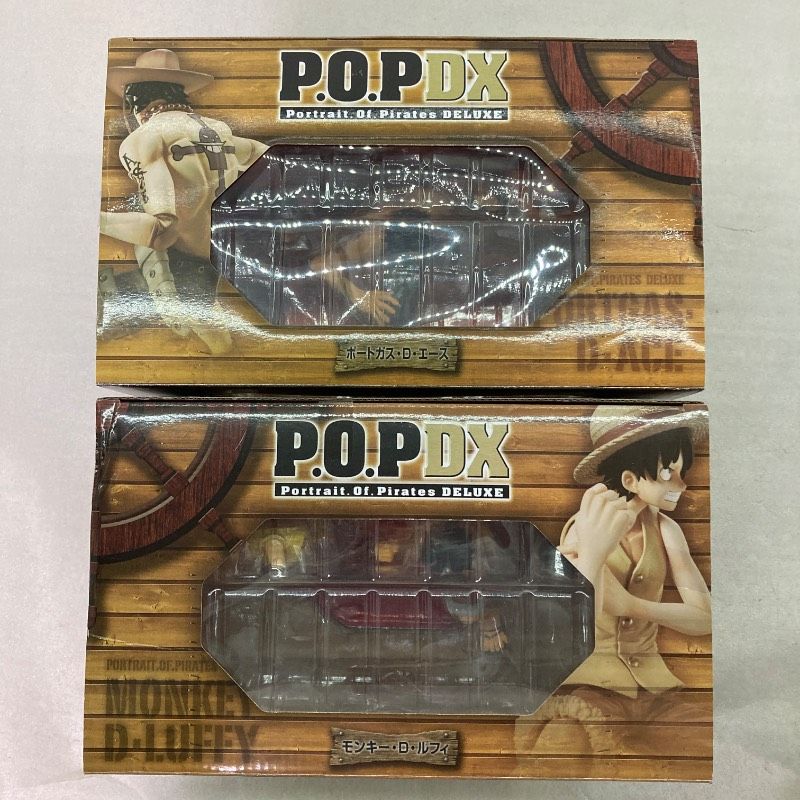 P.O.P DX
Portrait.Of.Pirates DELUXE
PIRATES DELUXE
D·ACE
ポートガス・D・エース
P.O.P DX
Portrait.Of.Pirates DELUXE
PORTRAIT.OF.PIRATES
MONKEY
D·LUFFY
モンキー・D・ルフィ